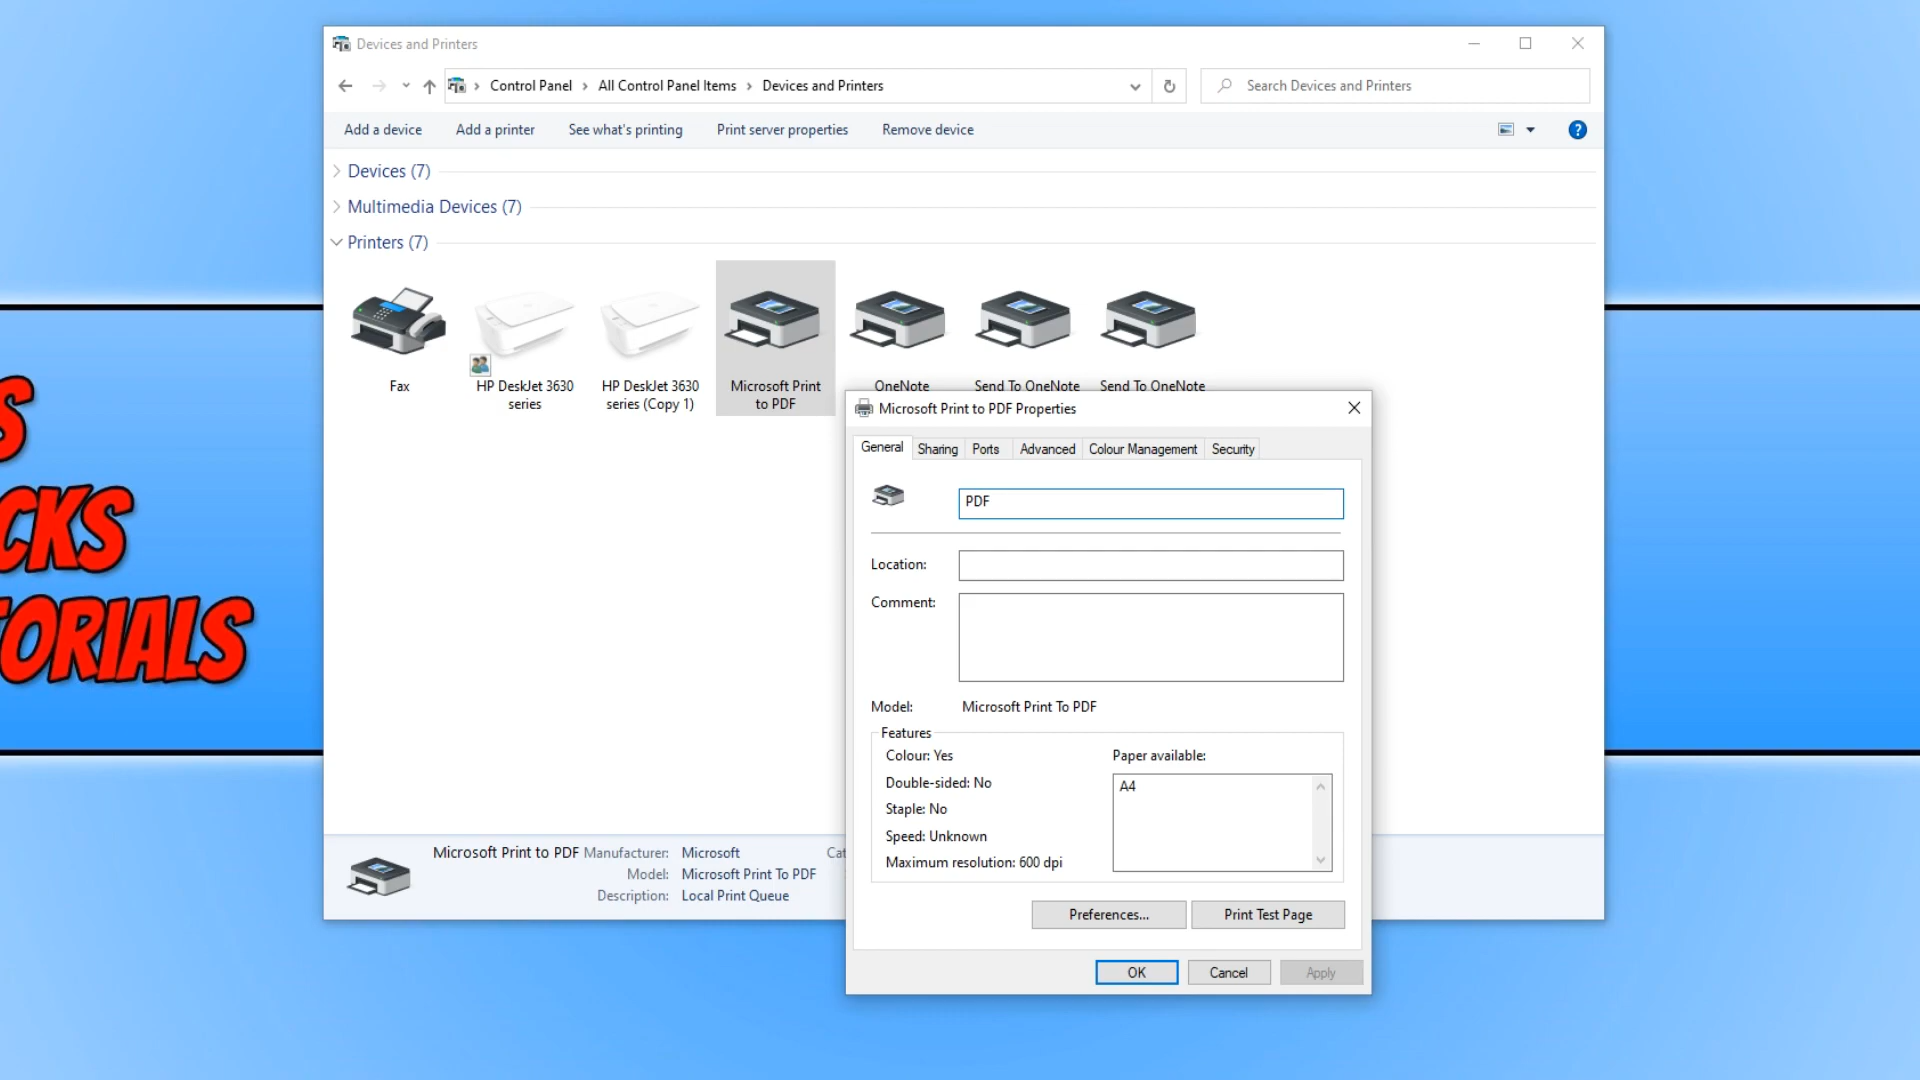 Devices and Printers
Control Panel > All Control Panel Items > Devices and Printers
Search Devices and Printers
Add a device
Add a printer
See what's printing
Print server properties
Remove device
?
Devices (7)
Multimedia Devices (7)
Printers (7)
Fax
HP DeskJet 3630
series
HP DeskJet 3630
series (Copy 1)
Microsoft Print
to PDF
OneNote
Send To OneNote
Send To OneNote
Microsoft Print to PDF Properties
General
Sharing
Ports
Advanced
Colour Management
Security
PDF
Location:
Comment:
Model: Microsoft Print To PDF
Features
Colour: Yes
Double-sided: No
Staple: No
Speed: Unknown
Maximum resolution: 600 dpi
Paper available:
A4
Preferences...
Print Test Page
OK
Cancel
Apply
Microsoft Print to PDF
Manufacturer: Microsoft
Model: Microsoft Print To PDF
Description: Local Print Queue
Cat
S
CKS
TORIALS